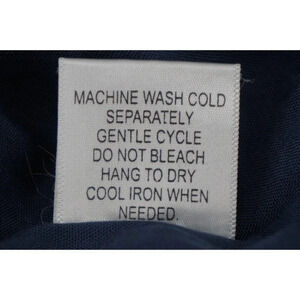 MACHINE WASH COLD
SEPARATELY
GENTLE CYCLE
DO NOT BLEACH
HANG TO DRY
COOL IRON WHEN
NEEDED.